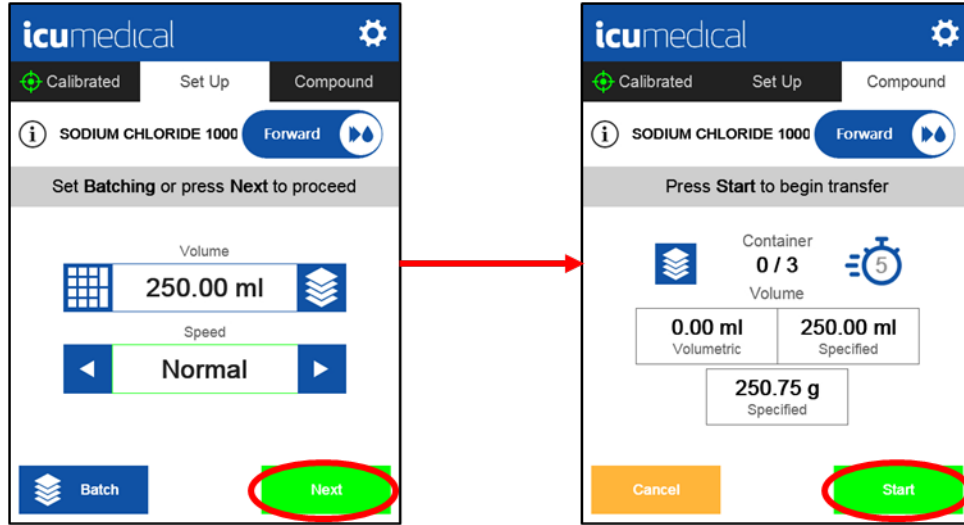 icumedical
Calibrated Set Up Compound
SODIUM CHLORIDE 1000 Forward
Set Batching or press Next to proceed
Volume
250.00 ml
Speed
Normal
Batch Next
icumedical
Calibrated Set Up Compound
SODIUM CHLORIDE 1000 Forward
Press Start to begin transfer
Container
0 / 3
5
Volume
0.00 ml 250.00 ml
Volumetric Specified
250.75 g
Specified
Cancel Start